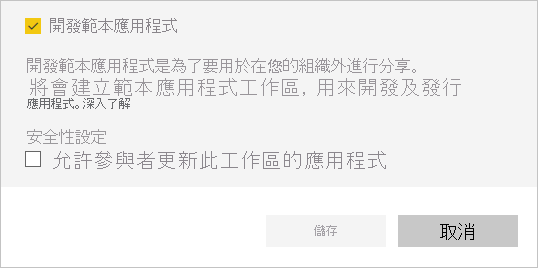 開發範本應用程式
開發範本應用程式是為了要用於在您的組織外進行分享。
將會建立範本應用程式工作區，用來開發及發行
應用程式。深入了解
安全性設定
允許參與者更新此工作區的應用程式
儲存
取消